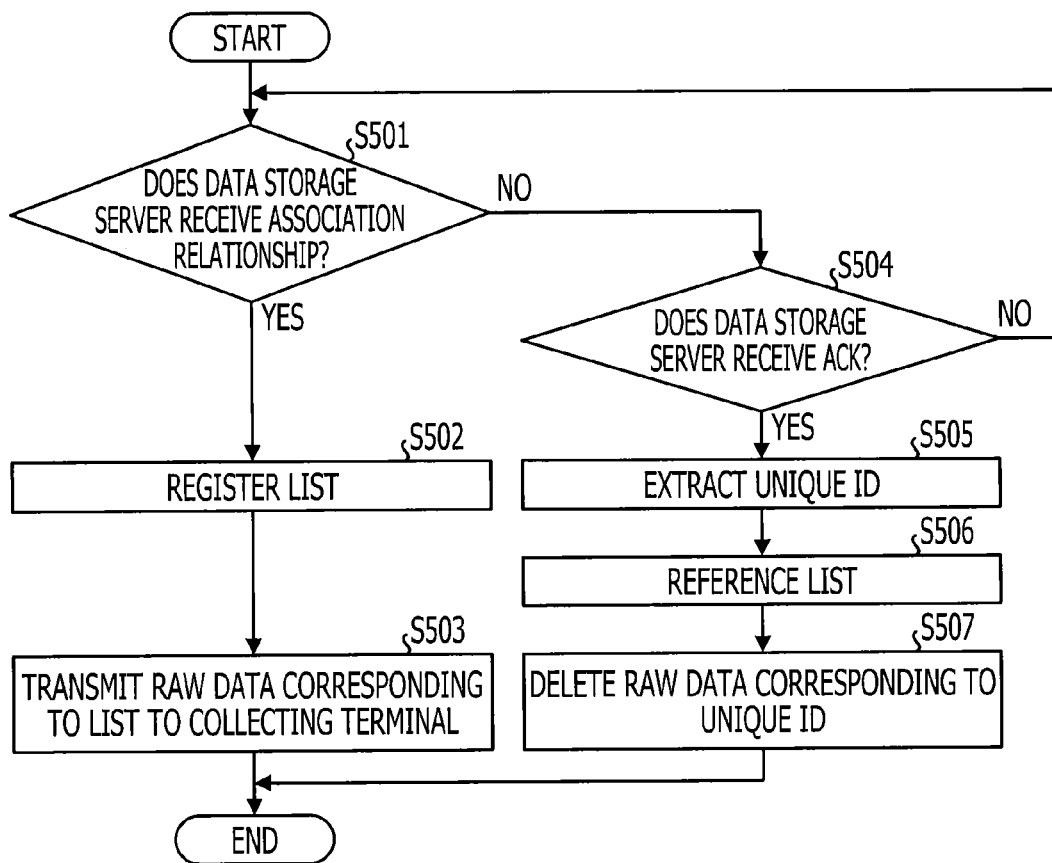 START
S501
DOES DATA STORAGE
SERVER RECEIVE ASSOCIATION
RELATIONSHIP?
NO
YES
S504
DOES DATA STORAGE
SERVER RECEIVE ACK?
NO
YES
S502
REGISTER LIST
S505
EXTRACT UNIQUE ID
S506
REFERENCE LIST
S503
TRANSMIT RAW DATA CORRESPONDING
TO LIST TO COLLECTING TERMINAL
S507
DELETE RAW DATA CORRESPONDING TO
UNIQUE ID
END